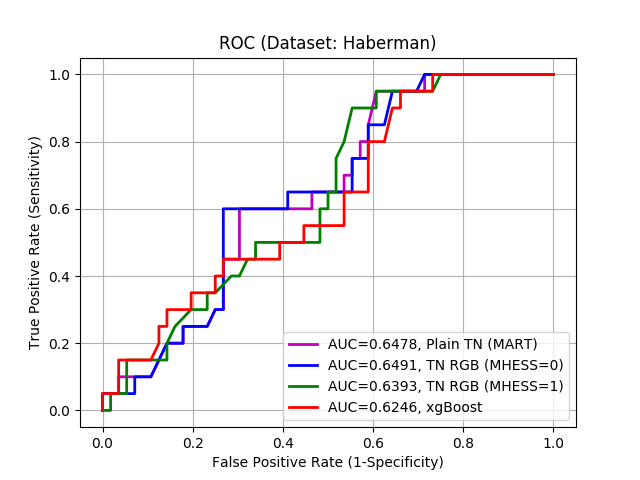 ROC (Dataset: Haberman)
True Positive Rate (Sensitivity)
1.0
0.8
0.6
0.4
0.2
0.0
AUC=0.6478, Plain TN (MART)
AUC=0.6491, TN RGB (MHESS=0)
AUC=0.6393, TN RGB (MHESS=1)
AUC=0.6246, xgBoost
0.0 0.2 0.4 0.6 0.8 1.0
False Positive Rate (1-Specificity)